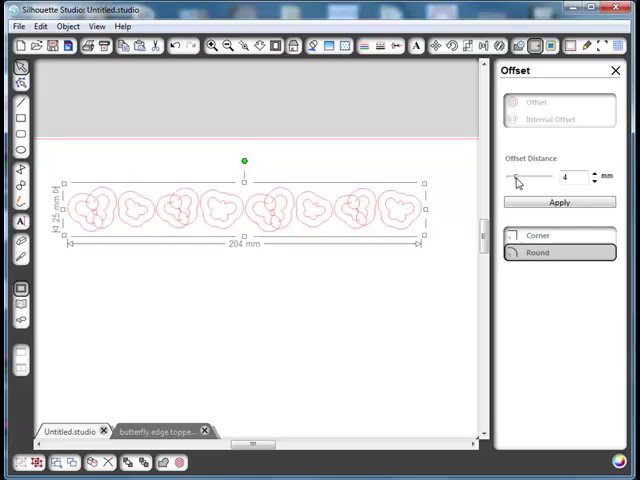 Silhouette Studio: Untitled.studio
File Edit Object View Window Help
A
Offset
Offset
Internal Offset
Offset Distance
4 mm
Apply
Corner
Round
25 mm
204 mm
A
Untitled.studio
butterfly edge toppe...